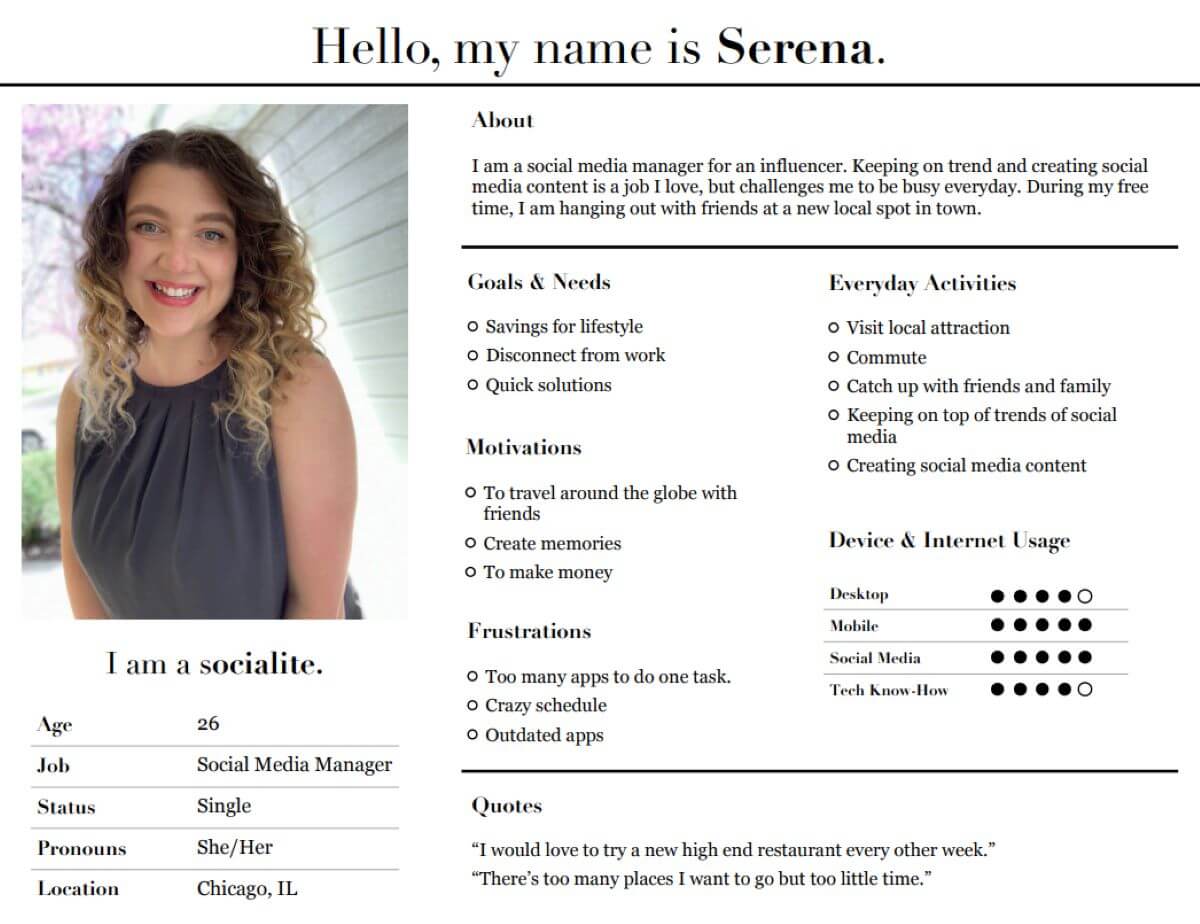 Hello, my name is Serena.
About
I am a social media manager for an influencer. Keeping on trend and creating social
media content is a job I love, but challenges me to be busy everyday. During my free
time, I am hanging out with friends at a new local spot in town.
Goals & Needs
Savings for lifestyle
Disconnect from work
Quick solutions
Motivations
To travel around the globe with
friends
Create memories
To make money
Frustrations
Too many apps to do one task.
Crazy schedule
Outdated apps
Everyday Activities
Visit local attraction
Commute
Catch up with friends and family
Keeping on top of trends of social
media
Creating social media content
Device & Internet Usage
Desktop
Mobile
Social Media
Tech Know-How
I am a socialite.
Age 26
Job Social Media Manager
Status Single
Pronouns She/Her
Location Chicago, IL
Quotes
“I would love to try a new high end restaurant every other week.”
“There’s too many places I want to go but too little time.”